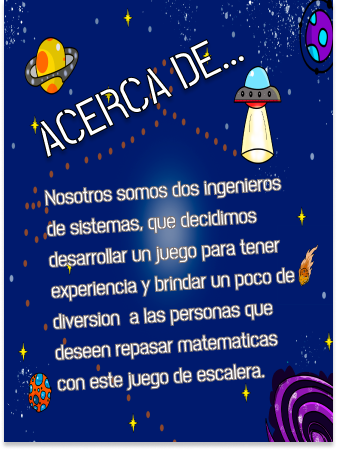 ACERCA DE...
Nosotros somos dos ingenieros
de sistemas, que decidimos
desarrollar un juego para tener
experiencia y brindar un poco de
diversion a las personas que
deseen repasar matematicas
con este juego de escalera.